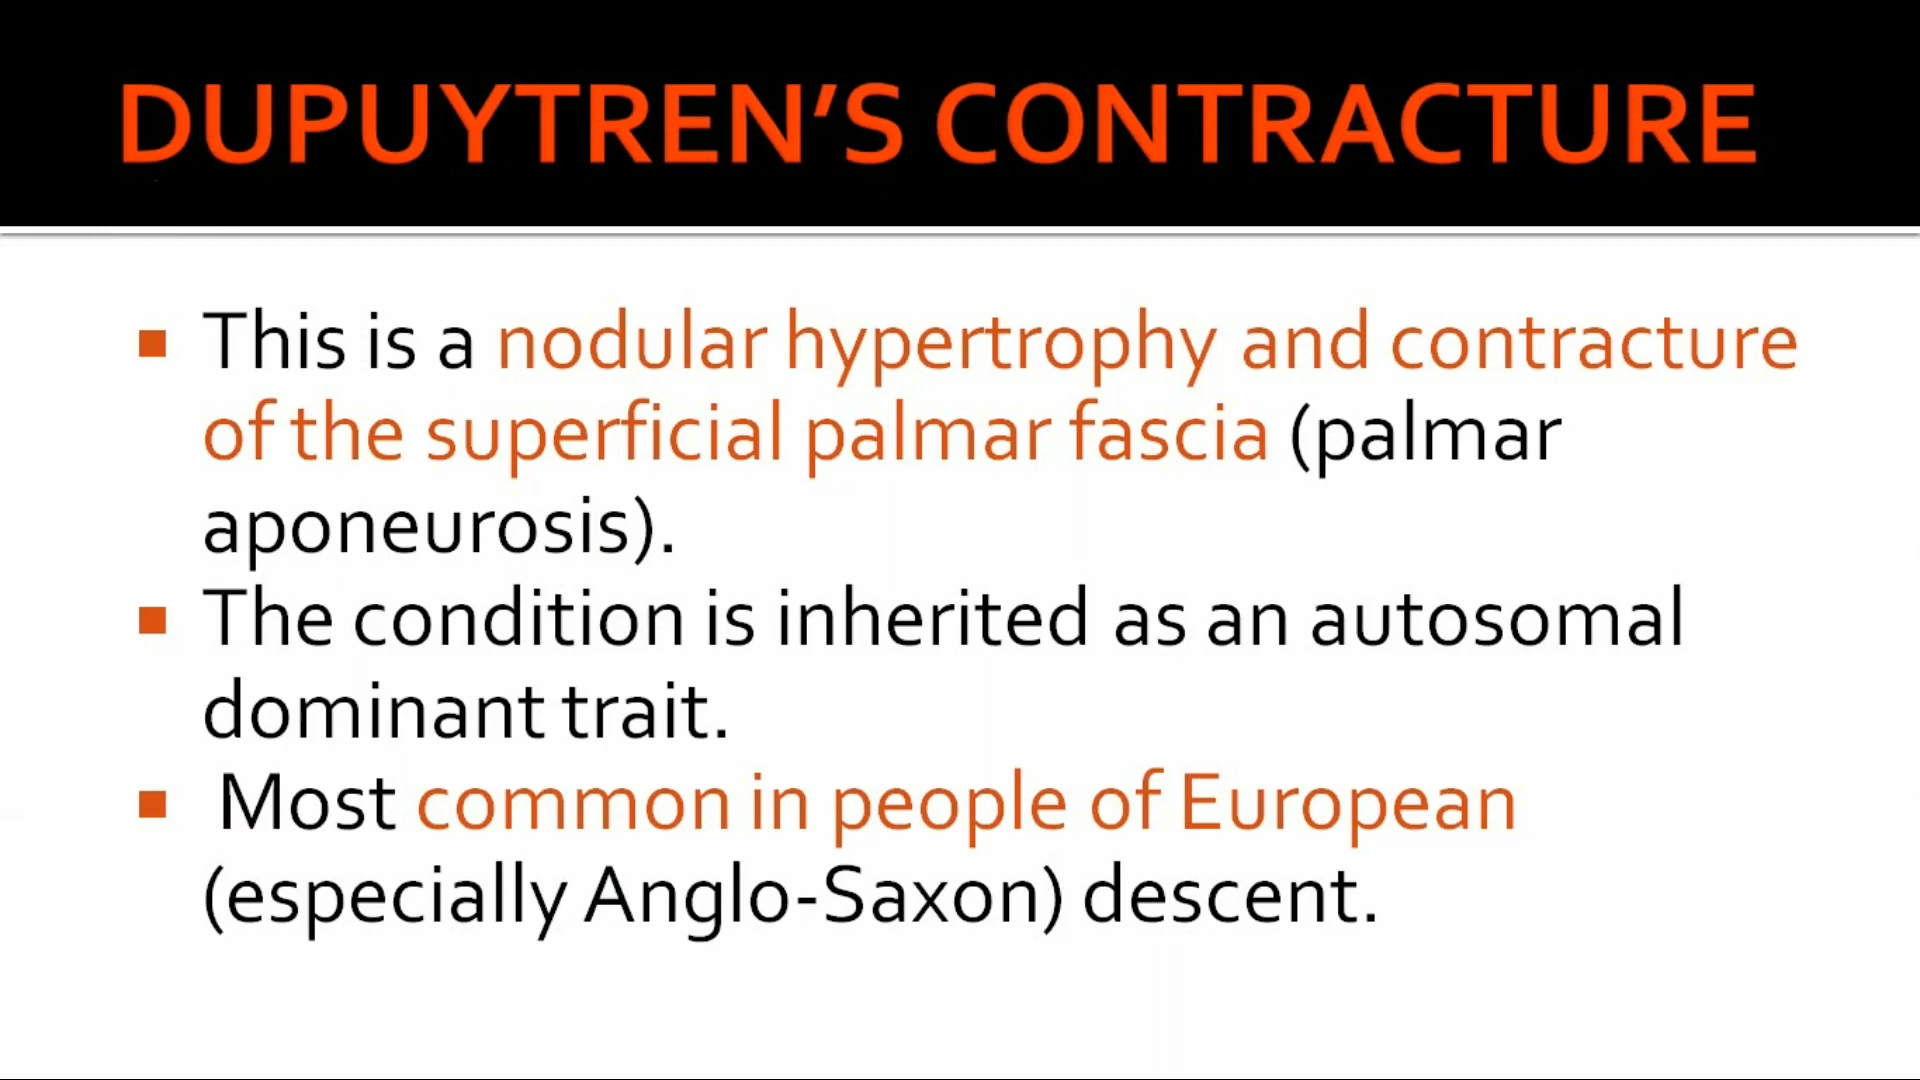 DUPUYTREN’S CONTRACTURE
This is a nodular hypertrophy and contracture
of the superficial palmar fascia (palmar
aponeurosis).
The condition is inherited as an autosomal
dominant trait.
Most common in people of European
(especially Anglo-Saxon) descent.